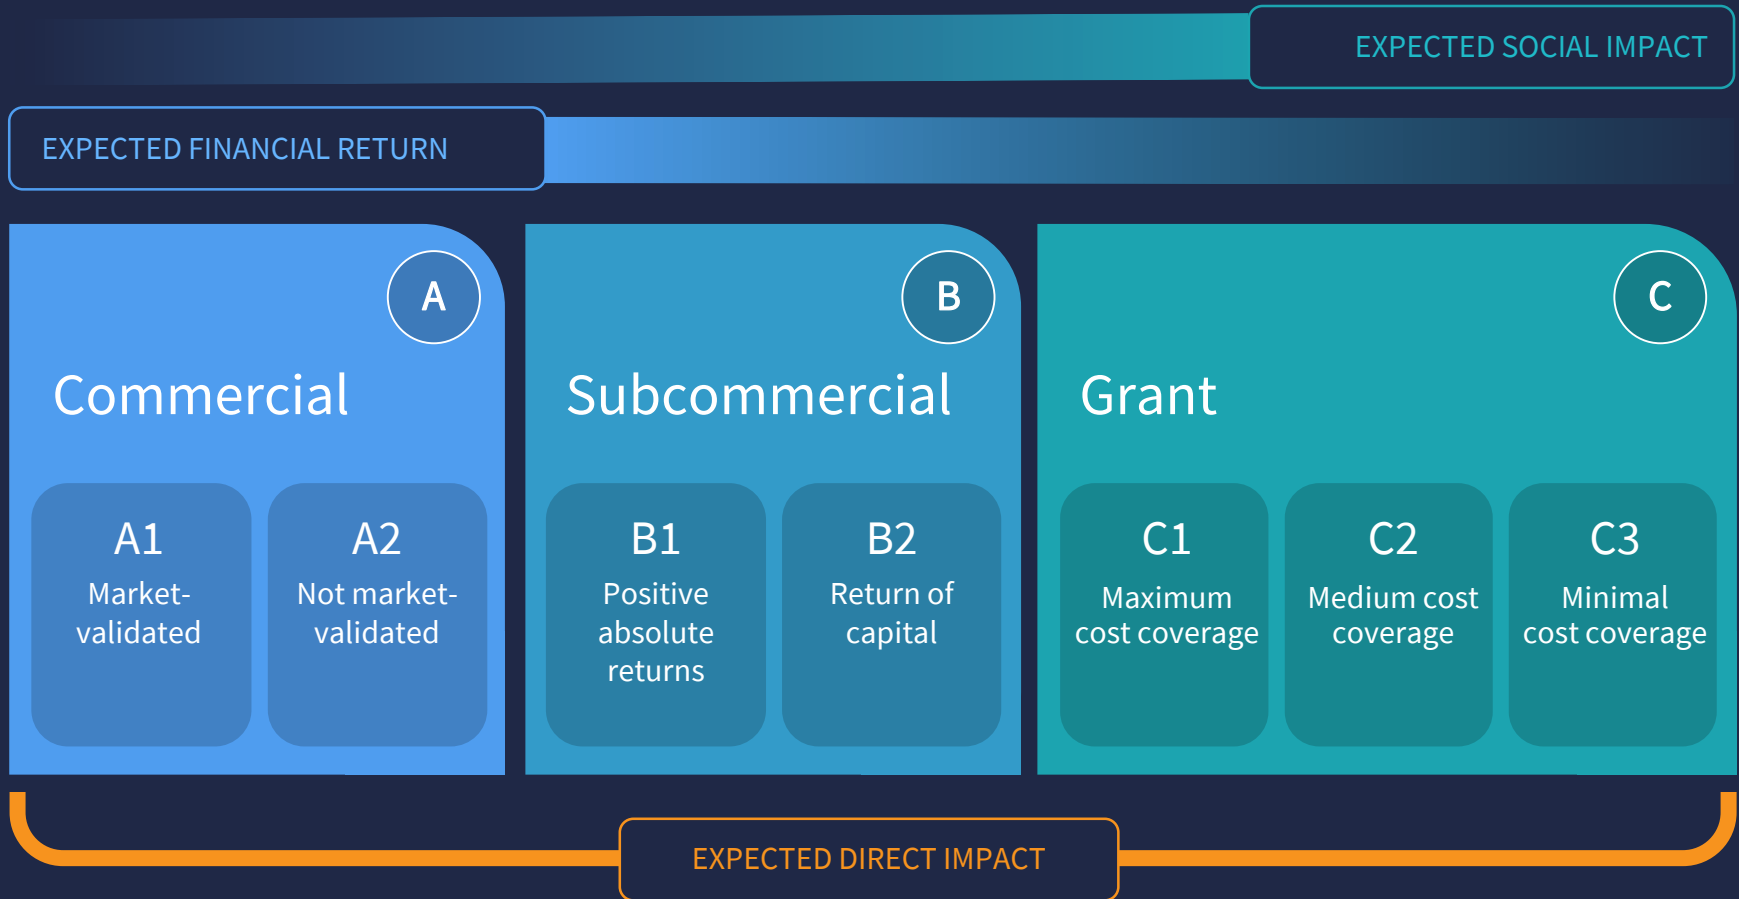 EXPECTED SOCIAL IMPACT
EXPECTED FINANCIAL RETURN
A
Commercial
A1
Market-
validated
A2
Not market-
validated
B
Subcommercial
B1
Positive
absolute
returns
B2
Return of
capital
C
Grant
C1
Maximum
cost coverage
C2
Medium cost
coverage
C3
Minimal
cost coverage
EXPECTED DIRECT IMPACT